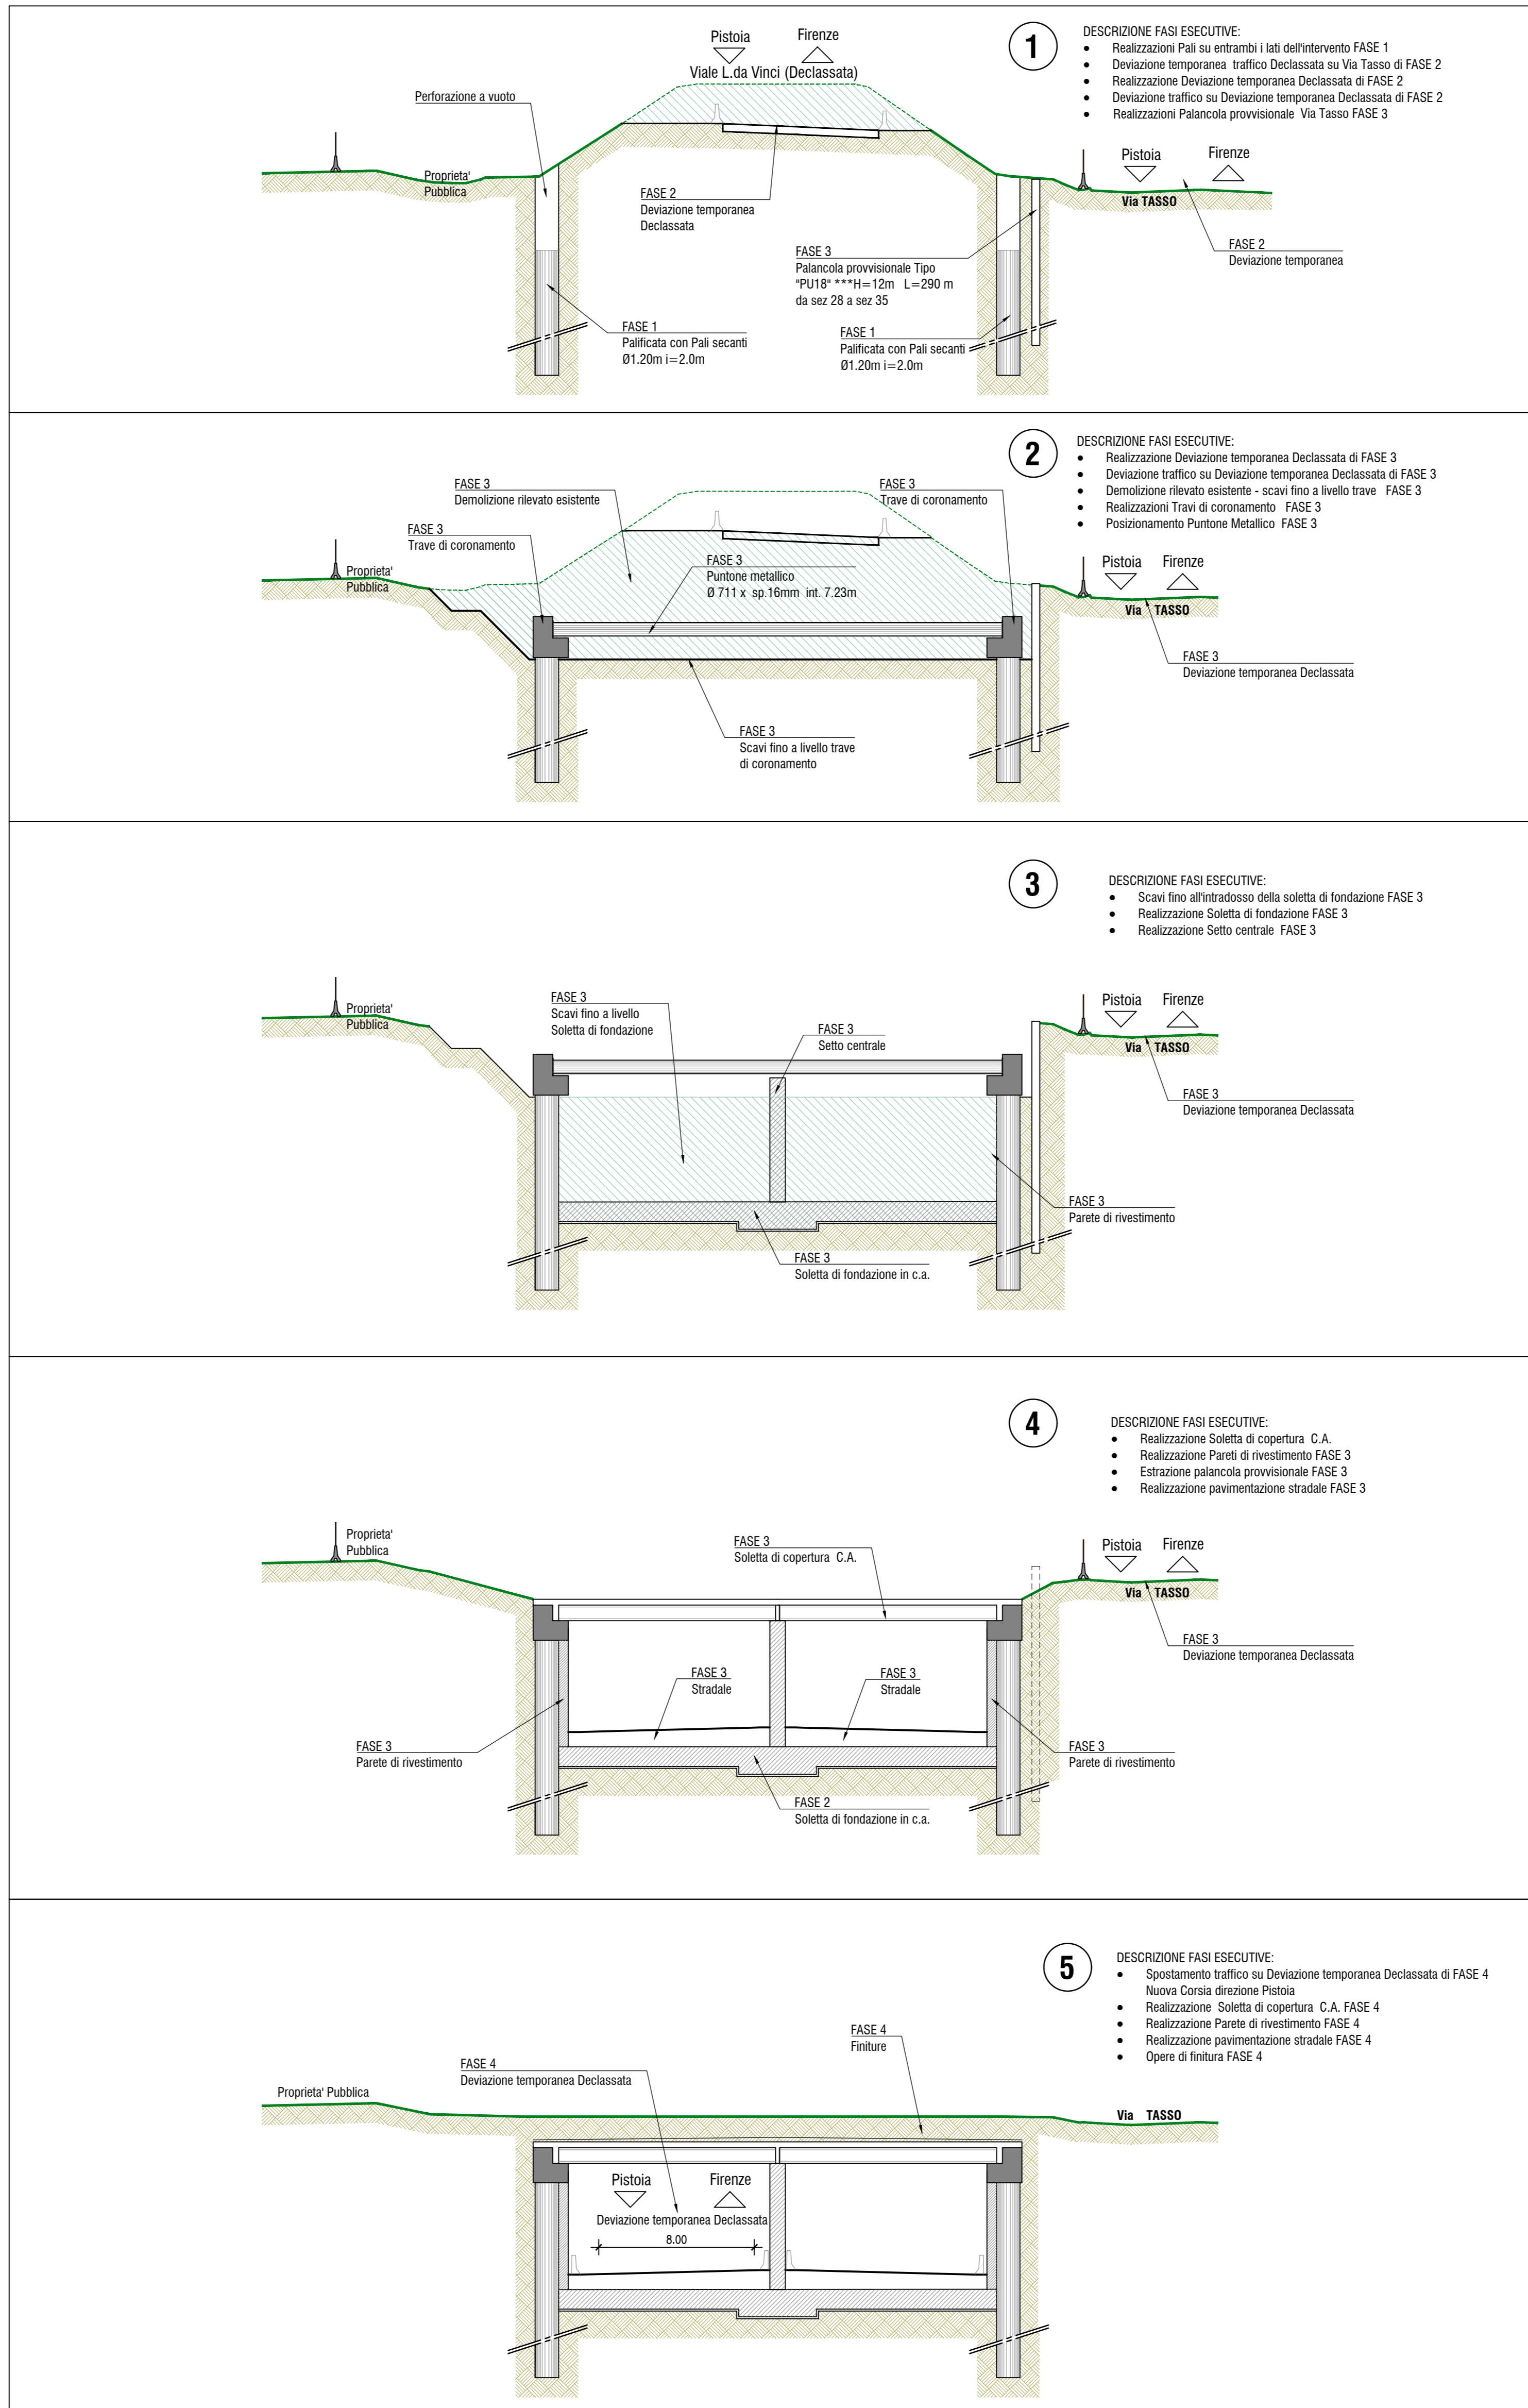 Pistoia
Firenze
Viale L.da Vinci (Declassata)
Perforazione a vuoto
Proprieta'
Pubblica
FASE 2
Deviazione temporanea
Declassata
FASE 3
Palancola provvisionale Tipo
"PU18" ***H=12m L=290 m
da sez 28 a sez 35
FASE 1
Palificata con Pali secanti
Ø1.20m i=2.0m
FASE 1
Palificata con Pali secanti
Ø1.20m i=2.0m
1
DESCRIZIONE FASI ESECUTIVE:
• Realizzazioni Pali su entrambi i lati dell'intervento FASE 1
• Deviazione temporanea traffico Declassata su Via Tasso di FASE 2
• Realizzazione Deviazione temporanea Declassata di FASE 2
• Deviazione traffico su Deviazione temporanea Declassata di FASE 2
• Realizzazioni Palancola provvisionale Via Tasso FASE 3
Pistoia
Firenze
Via TASSO
FASE 2
Deviazione temporanea
2
DESCRIZIONE FASI ESECUTIVE:
• Realizzazione Deviazione temporanea Declassata di FASE 3
• Deviazione traffico su Deviazione temporanea Declassata di FASE 3
• Demolizione rilevato esistente - scavi fino a livello trave FASE 3
• Realizzazioni Travi di coronamento FASE 3
• Posizionamento Puntone Metallico FASE 3
FASE 3
Demolizione rilevato esistente
FASE 3
Trave di coronamento
FASE 3
Trave di coronamento
FASE 3
Puntone metallico
Ø 711 x sp.16mm int. 7.23m
Proprieta'
Pubblica
Pistoia
Firenze
Via TASSO
FASE 3
Deviazione temporanea Declassata
FASE 3
Scavi fino a livello trave
di coronamento
3
DESCRIZIONE FASI ESECUTIVE:
• Scavi fino all'intradosso della soletta di fondazione FASE 3
• Realizzazione Soletta di fondazione FASE 3
• Realizzazione Setto centrale FASE 3
Proprieta'
Pubblica
FASE 3
Scavi fino a livello
Soletta di fondazione
FASE 3
Setto centrale
Pistoia
Firenze
Via TASSO
FASE 3
Deviazione temporanea Declassata
FASE 3
Parete di rivestimento
FASE 3
Soletta di fondazione in c.a.
4
DESCRIZIONE FASI ESECUTIVE:
• Realizzazione Soletta di copertura C.A.
• Realizzazione Pareti di rivestimento FASE 3
• Estrazione palancola provvisionale FASE 3
• Realizzazione pavimentazione stradale FASE 3
Proprieta'
Pubblica
FASE 3
Soletta di copertura C.A.
Pistoia
Firenze
Via TASSO
FASE 3
Deviazione temporanea Declassata
FASE 3
Stradale
FASE 3
Stradale
FASE 3
Parete di rivestimento
FASE 3
Parete di rivestimento
FASE 2
Soletta di fondazione in c.a.
5
DESCRIZIONE FASI ESECUTIVE:
• Spostamento traffico su Deviazione temporanea Declassata di FASE 4
Nuova Corsia direzione Pistoia
• Realizzazione Soletta di copertura C.A. FASE 4
• Realizzazione Parete di rivestimento FASE 4
• Realizzazione pavimentazione stradale FASE 4
• Opere di finitura FASE 4
FASE 4
Finiture
FASE 4
Deviazione temporanea Declassata
Proprieta' Pubblica
Via TASSO
Pistoia
Firenze
Deviazione temporanea Declassata
8.00